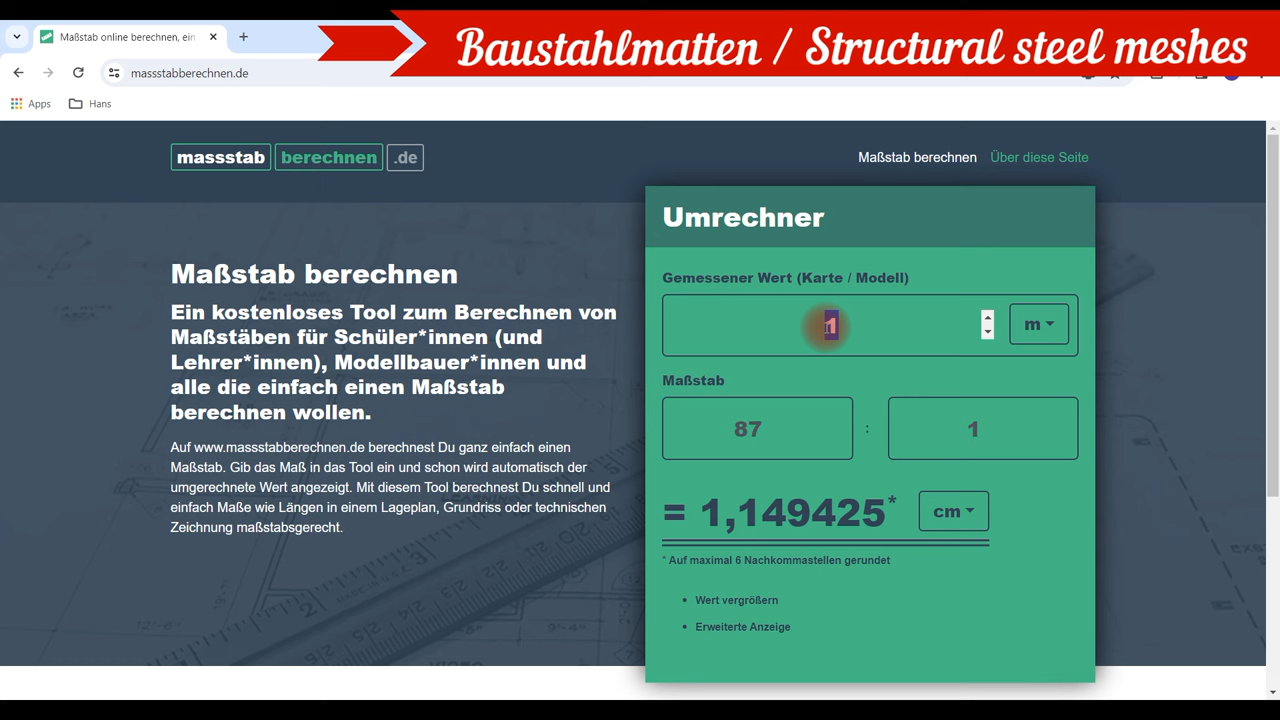 Maßstab online berechnen, ein
Baustahlmatten / Structural steel meshes
massstabberechnen.de
Apps
Hans
massstab berechnen .de
Maßstab berechnen
Über diese Seite
Umrechner
Gemessener Wert (Karte / Modell)
1
m
Maßstab
87 : 1
= 1,149425*
cm
* Auf maximal 6 Nachkommastellen gerundet
Wert vergrößern
Erweiterte Anzeige
Maßstab berechnen
Ein kostenloses Tool zum Berechnen von
Maßstäben für Schüler*innen (und
Lehrer*innen), Modellbauer*innen und
alle die einfach einen Maßstab
berechnen wollen.
Auf www.massstabberechnen.de berechnest Du ganz einfach einen
Maßstab. Gib das Maß in das Tool ein und schon wird automatisch der
umgerechnete Wert angezeigt. Mit diesem Tool berechnest Du schnell und
einfach Maße wie Längen in einem Lageplan, Grundriss oder technischen
Zeichnung maßstabsgerecht.